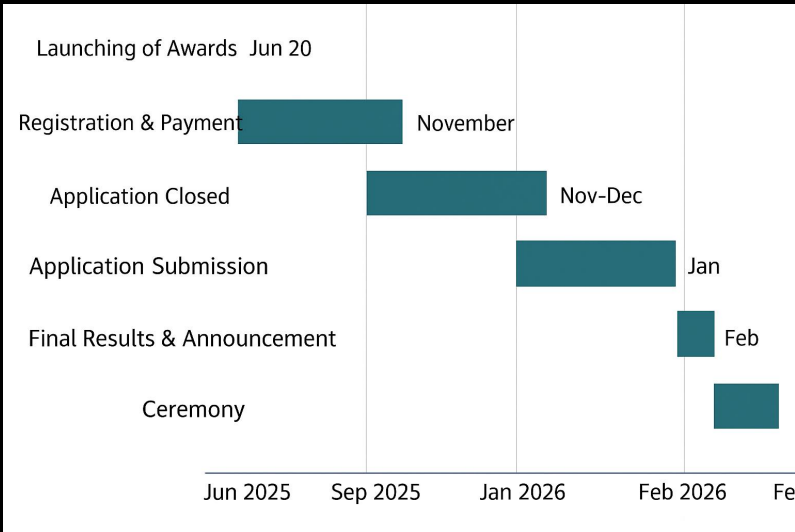 Launching of Awards Jun 20
Registration & Payment November
Application Closed Nov-Dec
Application Submission Jan
Final Results & Announcement Feb
Ceremony
Jun 2025 Sep 2025 Jan 2026 Feb 2026 Fe